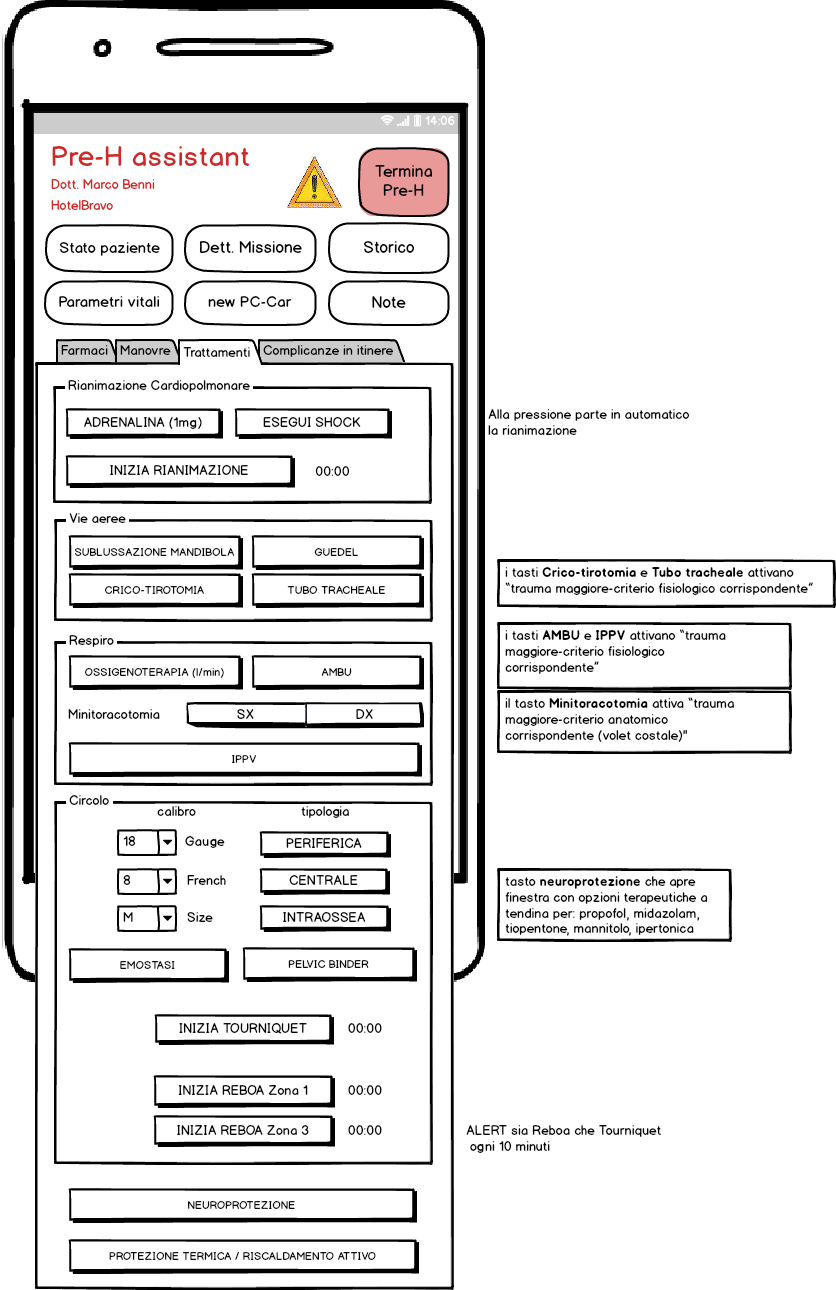 14:06
Pre-H assistant
Dott. Marco Benni
HotelBravo
Termina
Pre-H
Stato paziente
Dett. Missione
Storico
Parametri vitali
new PC-Car
Note
Farmaci
Manovre
Trattamenti
Complicanze in itinere
Rianimazione Cardiopolmonare
ADRENALINA (1mg)
ESEGUI SHOCK
INIZIA RIANIMAZIONE
00:00
Alla pressione parte in automatico
la rianimazione
Vie aeree
SUBLUSSAZIONE MANDIBOLA
GUEDEL
CRICO-TIROTOMIA
TUBO TRACHEALE
i tasti Crico-tirotomia e Tubo tracheale attivano
"trauma maggiore-criterio fisiologico corrispondente"
Respiro
OSSIGENOTERAPIA (l/min)
AMBU
Minitoracotomia
SX
DX
IPPV
i tasti AMBU e IPPV attivano "trauma
maggiore-criterio fisiologico
corrispondente"
il tasto Minitoracotomia attiva "trauma
maggiore-criterio anatomico
corrispondente (volet costale)"
Circolo
calibro
tipologia
18
Gauge
PERIFERICA
8
French
CENTRALE
M
Size
INTRAOSSEA
tasto neuroprotezione che apre
finestra con opzioni terapeutiche a
tendina per: propofol, midazolam,
tiopentone, mannitolo, ipertonica
EMOSTASI
PELVIC BINDER
INIZIA TOURNIQUET
00:00
INIZIA REBOA Zona 1
00:00
INIZIA REBOA Zona 3
00:00
ALERT sia Reboa che Tourniquet
ogni 10 minuti
NEUROPROTEZIONE
PROTEZIONE TERMICA / RISCALDAMENTO ATTIVO